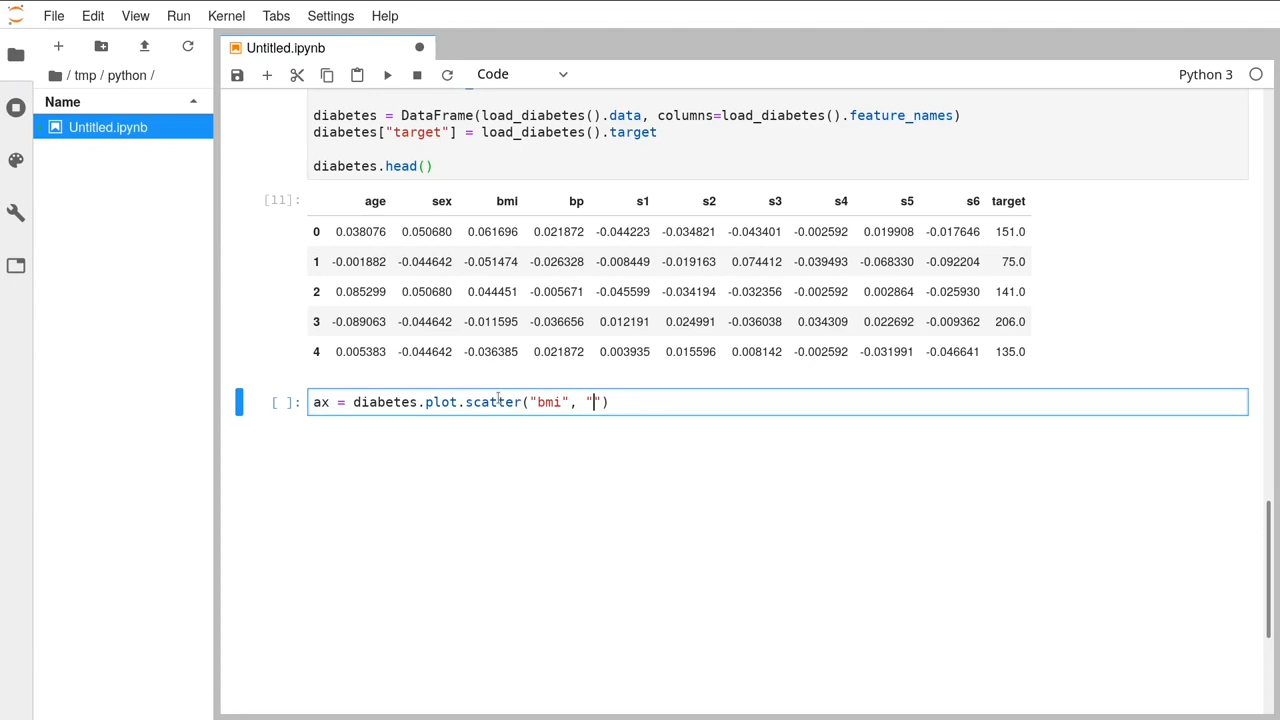 File Edit View Run Kernel Tabs Settings Help
Untitled.ipynb
/ tmp / python /
Code
Python 3
Name
Untitled.ipynb
diabetes = DataFrame(load_diabetes().data, columns=load_diabetes().feature_names)
diabetes["target"] = load_diabetes().target
diabetes.head()
[11]:
age sex bmi bp s1 s2 s3 s4 s5 s6 target
0 0.038076 0.050680 0.061696 0.021872 -0.044223 -0.034821 -0.043401 -0.002592 0.019908 -0.017646 151.0
1 -0.001882 -0.044642 -0.051474 -0.026328 -0.008449 -0.019163 0.074412 -0.039493 -0.068330 -0.092204 75.0
2 0.085299 0.050680 0.044451 -0.005671 -0.045599 -0.034194 -0.032356 -0.002592 0.002864 -0.025930 141.0
3 -0.089063 -0.044642 -0.011595 -0.036656 0.012191 0.024991 -0.036038 0.034309 0.022692 -0.009362 206.0
4 0.005383 -0.044642 -0.036385 0.021872 0.003935 0.015596 0.008142 -0.002592 -0.031991 -0.046641 135.0
[ ]: ax = diabetes.plot.scatter("bmi", "")